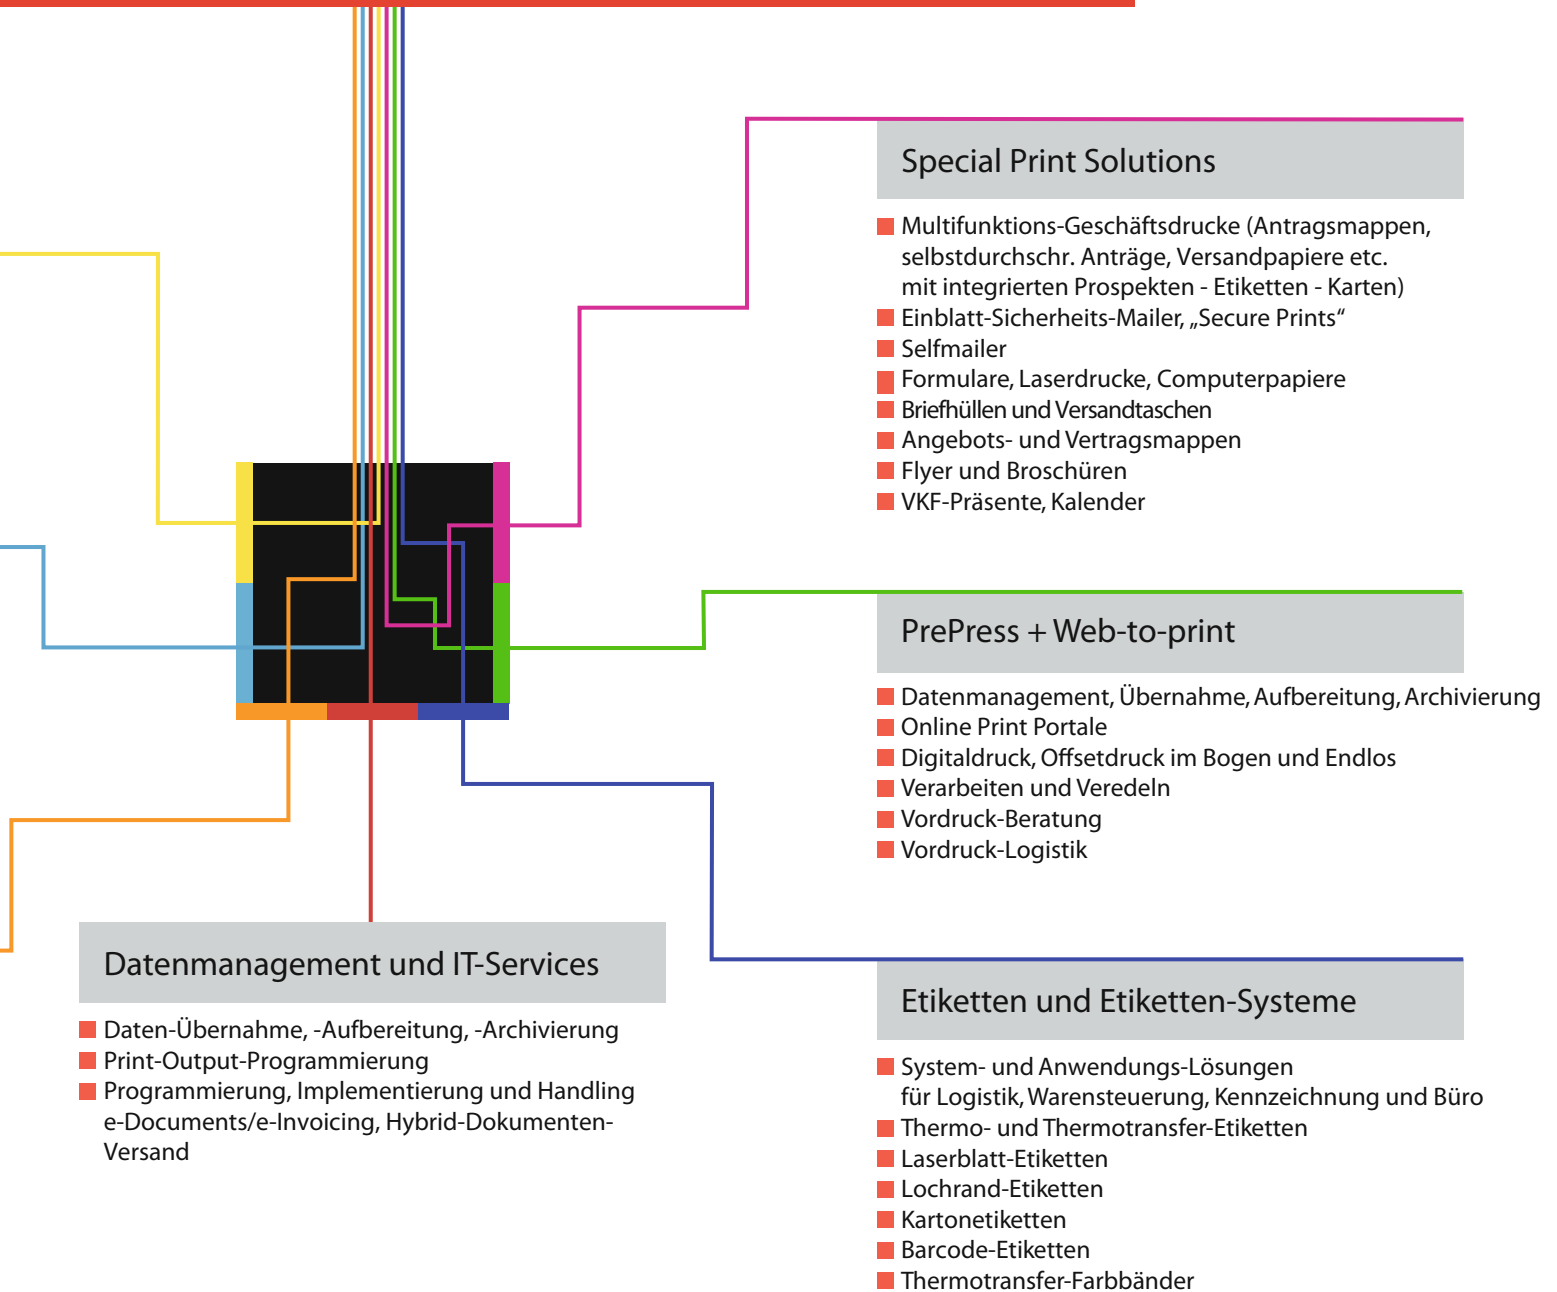 Special Print Solutions
Multifunktions-Geschäftsdrucke (Antragsmappen,
selbstdurchschr. Anträge, Versandpapiere etc.
mit integrierten Prospekten - Etiketten - Karten)
Einblatt-Sicherheits-Mailer, „Secure Prints“
Selfmailer
Formulare, Laserdrucke, Computerpapiere
Briefhüllen und Versandtaschen
Angebots- und Vertragsmappen
Flyer und Broschüren
VKF-Präsente, Kalender
PrePress + Web-to-print
Datenmanagement, Übernahme, Aufbereitung, Archivierung
Online Print Portale
Digitaldruck, Offsetdruck im Bogen und Endlos
Verarbeiten und Veredeln
Vordruck-Beratung
Vordruck-Logistik
Datenmanagement und IT-Services
Daten-Übernahme, -Aufbereitung, -Archivierung
Print-Output-Programmierung
Programmierung, Implementierung und Handling
e-Documents/e-Invoicing, Hybrid-Dokumenten-
Versand
Etiketten und Etiketten-Systeme
System- und Anwendungs-Lösungen
für Logistik, Warensteuerung, Kennzeichnung und Büro
Thermo- und Thermotransfer-Etiketten
Laserblatt-Etiketten
Lochrand-Etiketten
Kartonetiketten
Barcode-Etiketten
Thermotransfer-Farbbänder